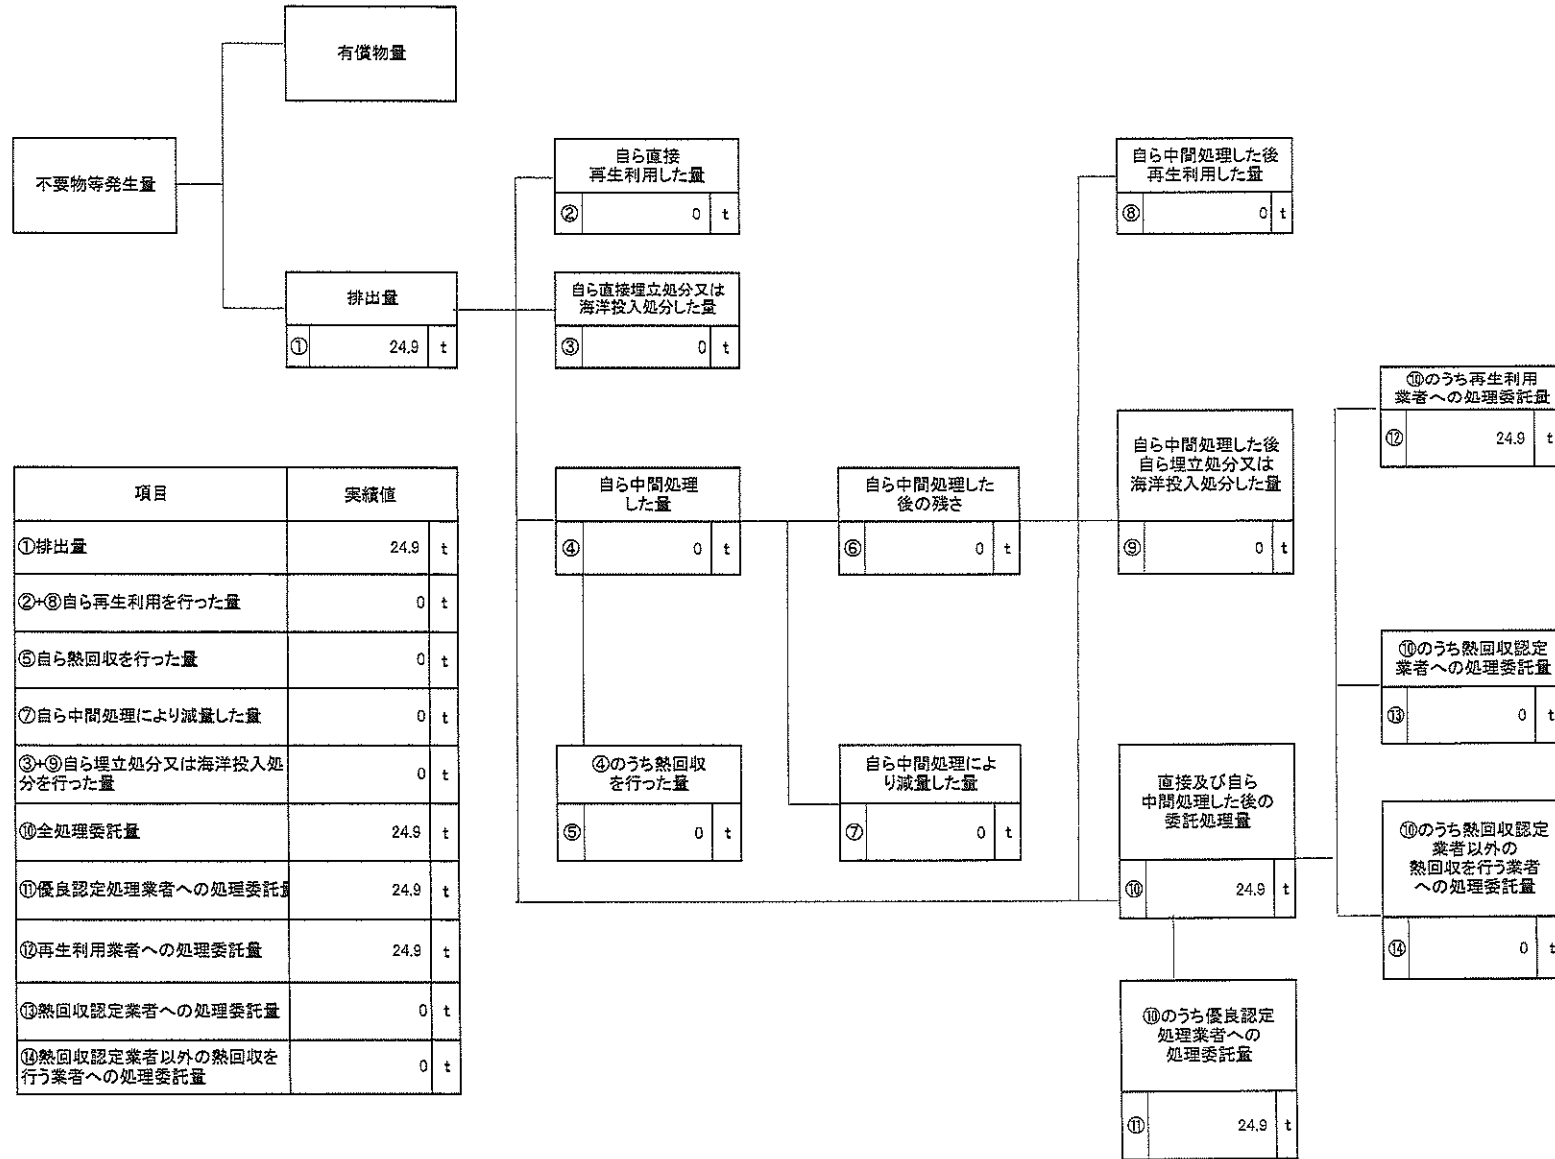 有償物量
不要物等発生量
排出量
① 24.9 t
自ら直接
再生利用した量
② 0 t
自ら直接埋立処分又は
海洋投入処分した量
③ 0 t
自ら中間処理
した量
④ 0 t
④のうち熱回収
を行った量
⑤ 0 t
自ら中間処理した
後の残さ
⑥ 0 t
自ら中間処理によ
り減量した量
⑦ 0 t
自ら中間処理した後
再生利用した量
⑧ 0 t
自ら中間処理した後
自ら埋立処分又は
海洋投入処分した量
⑨ 0 t
直接及び自ら
中間処理した後の
委託処理量
⑩ 24.9 t
⑩のうち優良認定
処理業者への
処理委託量
⑪ 24.9 t
⑩のうち再生利用
業者への処理委託量
⑫ 24.9 t
⑩のうち熱回収認定
業者への処理委託量
⑬ 0 t
⑩のうち熱回収認定
業者以外の
熱回収を行う業者
への処理委託量
⑭ 0 t
項目 実績値
①排出量 24.9 t
②+⑧自ら再生利用を行った量 0 t
⑤自ら熱回収を行った量 0 t
⑦自ら中間処理により減量した量 0 t
③+⑨自ら埋立処分又は海洋投入処
分を行った量 0 t
⑩全処理委託量 24.9 t
⑪優良認定処理業者への処理委託量 24.9 t
⑫再生利用業者への処理委託量 24.9 t
⑬熱回収認定業者への処理委託量 0 t
⑭熱回収認定業者以外の熱回収を
行う業者への処理委託量 0 t